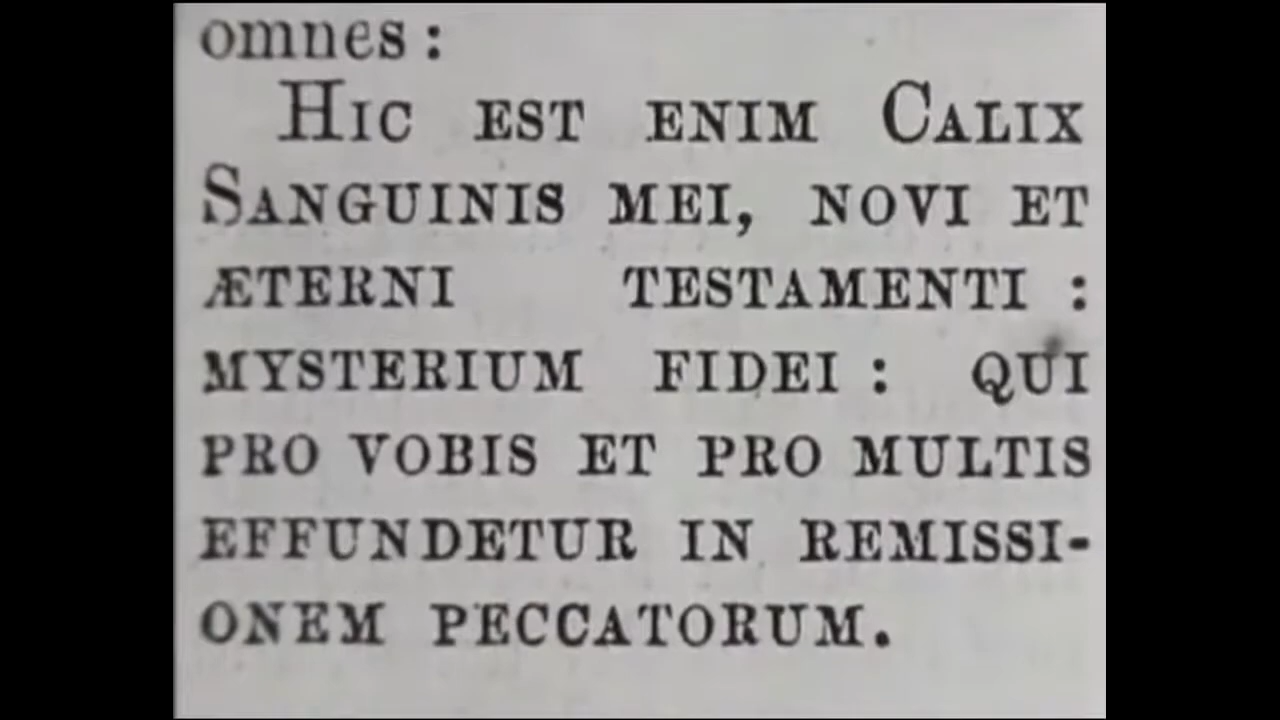 omnes :
HIC EST ENIM CALIX
SANGUINIS MEI, NOVI ET
ÆTERNI TESTAMENTI :
MYSTERIUM FIDEI : QUI
PRO VOBIS ET PRO MULTIS
EFFUNDETUR IN REMISSI-
ONEM PECCATORUM.